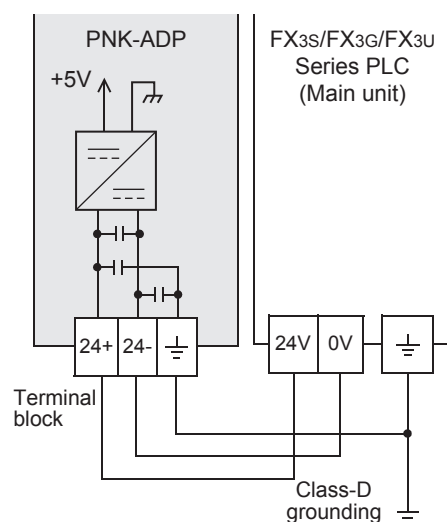 PNK-ADP
FX3S/FX3G/FX3U
Series PLC
(Main unit)
+5V
24+
24-
24V
0V
Terminal
block
Class-D
grounding